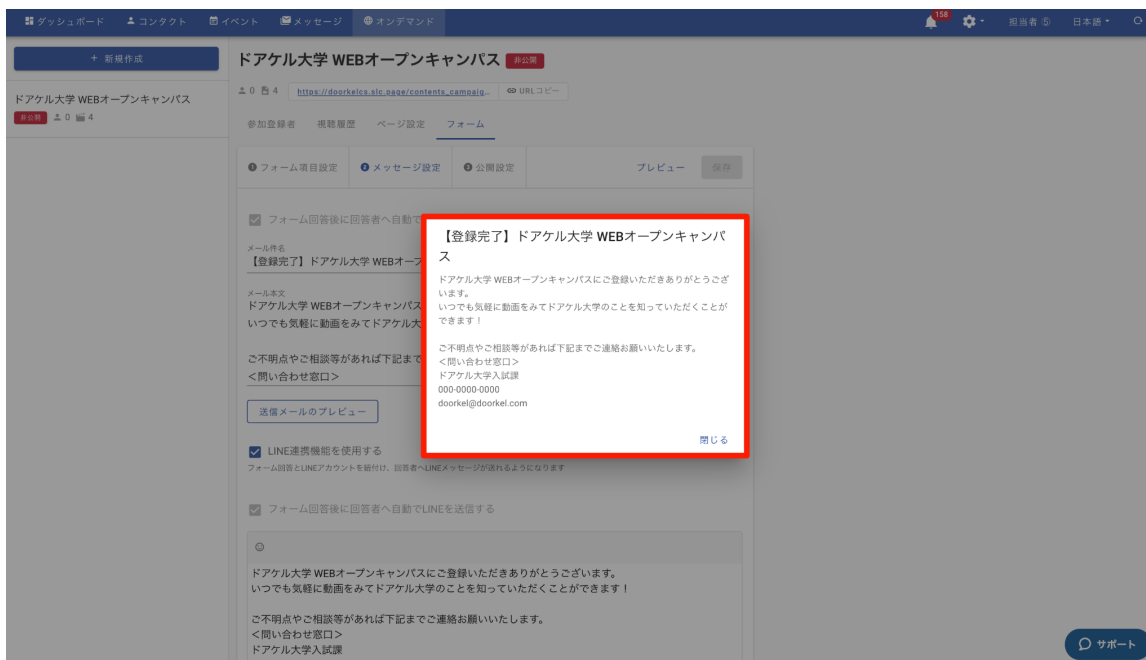 ダッシュボード コンタクト イベント メッセージ オンデマンド 158 担当者 ⑤ 日本語
+ 新規作成
ドアケル大学 WEBオープンキャンパス
非公開 0 4
ドアケル大学 WEBオープンキャンパス 非公開
0 4 https://doorkelcs.slc.page/contents_campaig… URLコピー
参加登録者 視聴履歴 ページ設定 フォーム
❶ フォーム項目設定 ❷ メッセージ設定 ❸ 公開設定 プレビュー 保存
フォーム回答後に回答者へ自動で
メール件名
【登録完了】ドアケル大学 WEBオープ
メール本文
ドアケル大学 WEBオープンキャンパス
いつでも気軽に動画をみてドアケル大
ご不明点やご相談等があれば下記まで
<問い合わせ窓口>
送信メールのプレビュー
LINE連携機能を使用する
フォーム回答とLINEアカウントを紐付け、回答者へLINEメッセージが送れるようになります
フォーム回答後に回答者へ自動でLINEを送信する
ドアケル大学 WEBオープンキャンパスにご登録いただきありがとうございます。
いつでも気軽に動画をみてドアケル大学のことを知っていただくことができます！
ご不明点やご相談等があれば下記までご連絡お願いいたします。
<問い合わせ窓口>
ドアケル大学入試課
【登録完了】ドアケル大学 WEBオープンキャンパ
ス
ドアケル大学 WEBオープンキャンパスにご登録いただきありがとうござ
います。
いつでも気軽に動画をみてドアケル大学のことを知っていただくことが
できます！
ご不明点やご相談等があれば下記までご連絡お願いいたします。
<問い合わせ窓口>
ドアケル大学入試課
000-0000-0000
doorkel@doorkel.com
閉じる
サポート